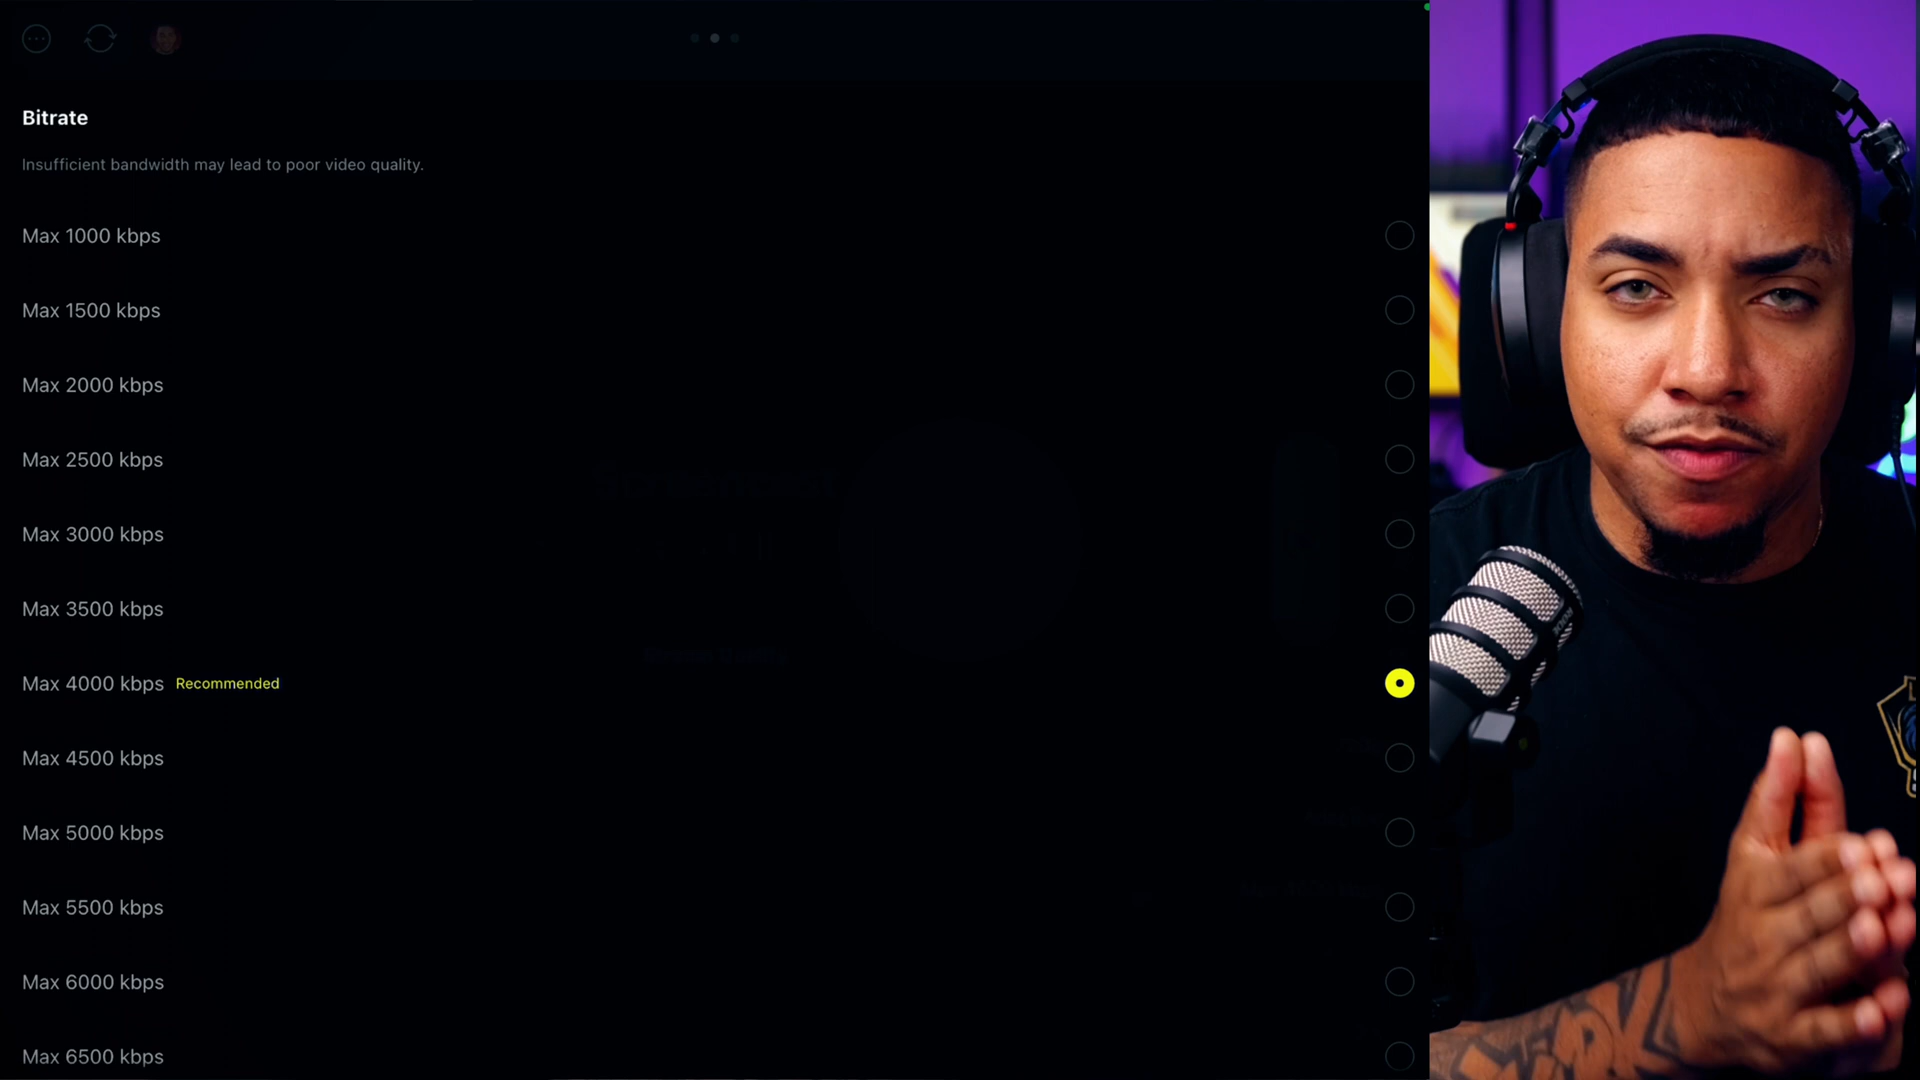 Bitrate
Insufficient bandwidth may lead to poor video quality.
Max 1000 kbps
Max 1500 kbps
Max 2000 kbps
Max 2500 kbps
Max 3000 kbps
Max 3500 kbps
Max 4000 kbps Recommended
Max 4500 kbps
Max 5000 kbps
Max 5500 kbps
Max 6000 kbps
Max 6500 kbps